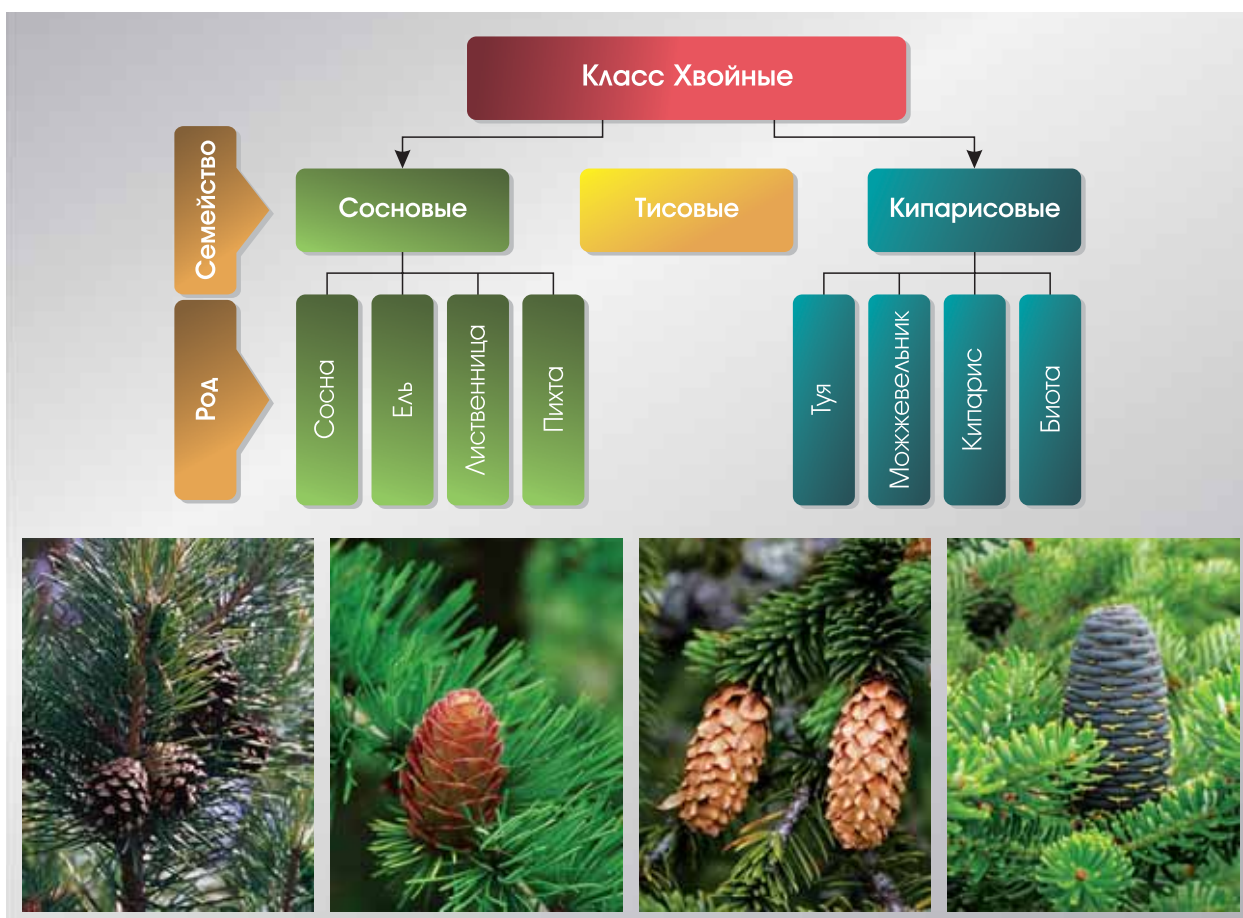 Класс Хвойные
Семейство
Сосновые
Тисовые
Кипарисовые
Род
Сосна
Ель
Лиственница
Пихта
Туя
Можжевельник
Кипарис
Биота